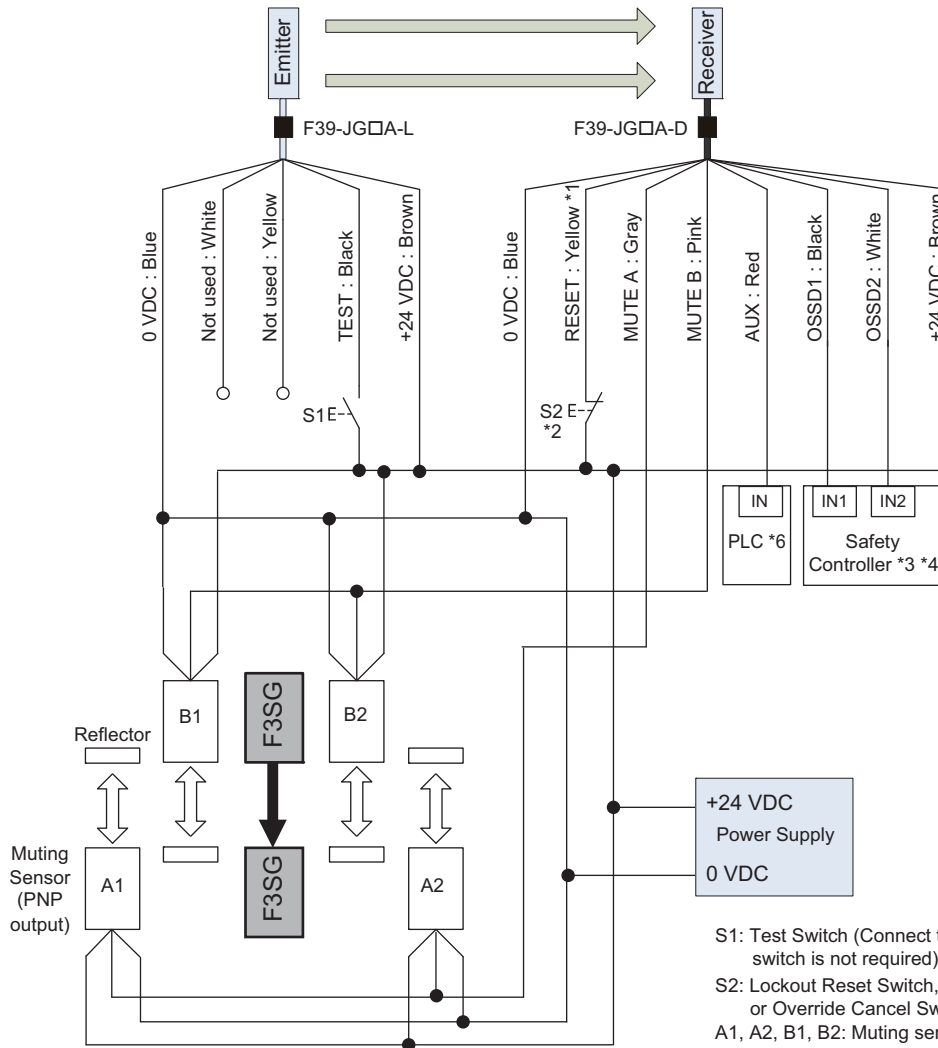 Emitter
Receiver
F39-JG□A-L
F39-JG□A-D
0 VDC : Blue
Not used : White
Not used : Yellow
TEST : Black
+24 VDC : Brown
0 VDC : Blue
RESET : Yellow *1
MUTE A : Gray
MUTE B : Pink
AUX : Red
OSSD1 : Black
OSSD2 : White
+24 VDC : Brown
S1
E
S2
E
*2
IN
IN1
IN2
PLC *6
Safety
Controller *3 *4
B1
F3SG
B2
Reflector
Muting
Sensor
(PNP
output)
A1
F3SG
A2
+24 VDC
Power Supply
0 VDC
S1: Test Switch (Connect
switch is not required)
S2: Lockout Reset Switch,
or Override Cancel
A1, A2, B1, B2: Muting